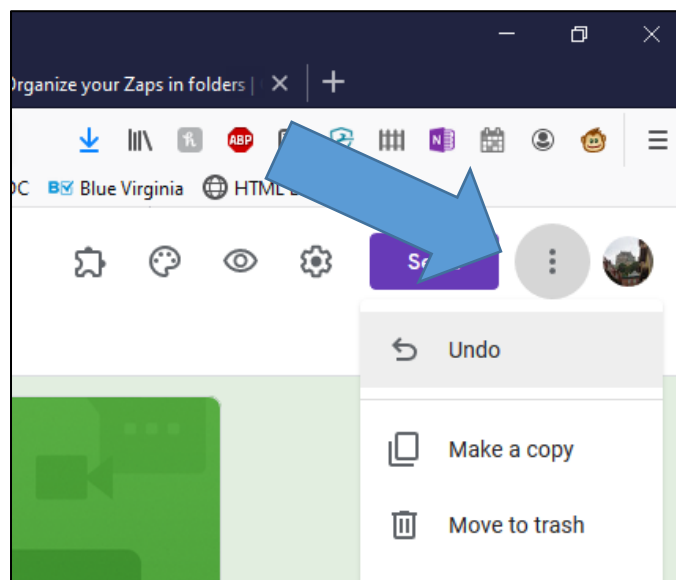 Organize your Zaps in folders |
ABP
N
DC Blue Virginia HTML
Undo
Make a copy
Move to trash